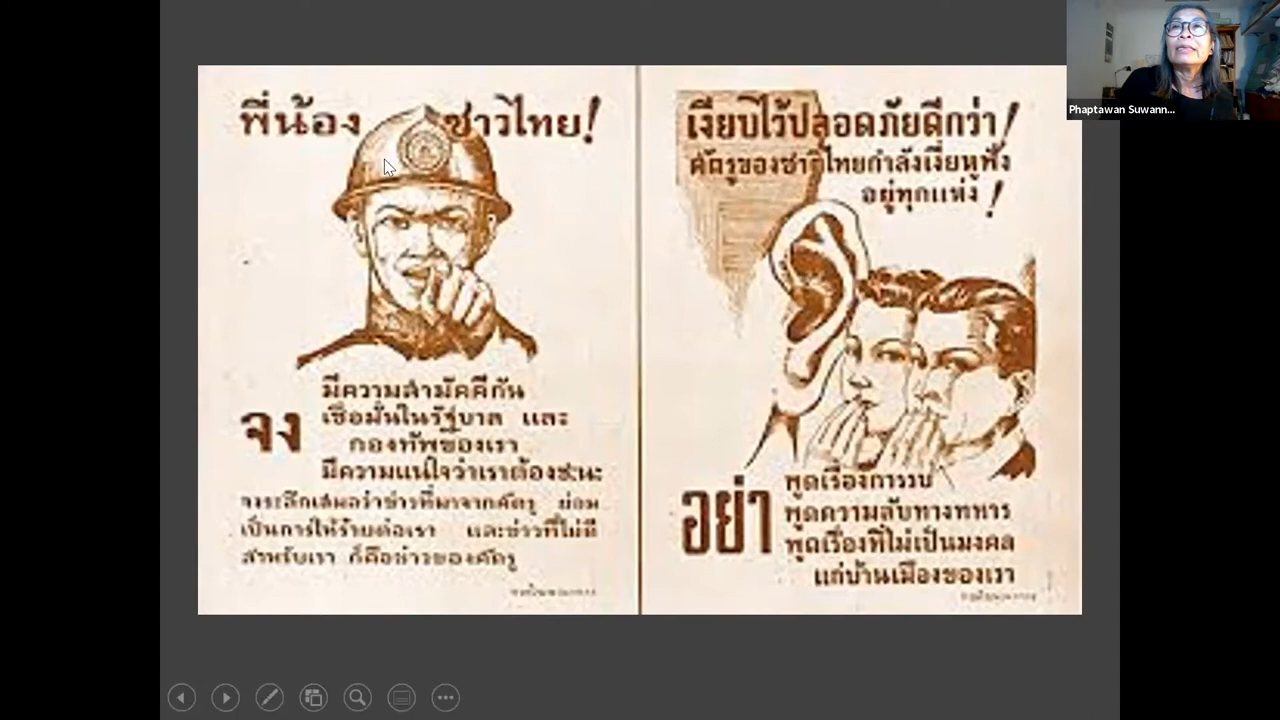 Phaptawan Suwann...
พี่น้อง ชาวไทย!
จง
มีความสามัคคีกัน
เชื่อมั่นในรัฐบาล และ
กองทัพของเรา
มีความแน่ใจว่าเราต้องชนะ
จงระลึกเสมอว่าข่าวที่มาจากศัตรู ย่อม
เป็นการให้ร้ายต่อเรา และข่าวที่ไม่ดี
สำหรับเรา ก็คือข่าวของศัตรู
เงียบไว้ปลอดภัยดีกว่า!
ศัตรูของชาติไทยกำลังเงี่ยหูฟัง
อยู่ทุกแห่ง!
อย่า
พูดเรื่องการรบ
พูดความลับทางทหาร
พูดเรื่องที่ไม่เป็นมงคล
แก่บ้านเมืองของเรา